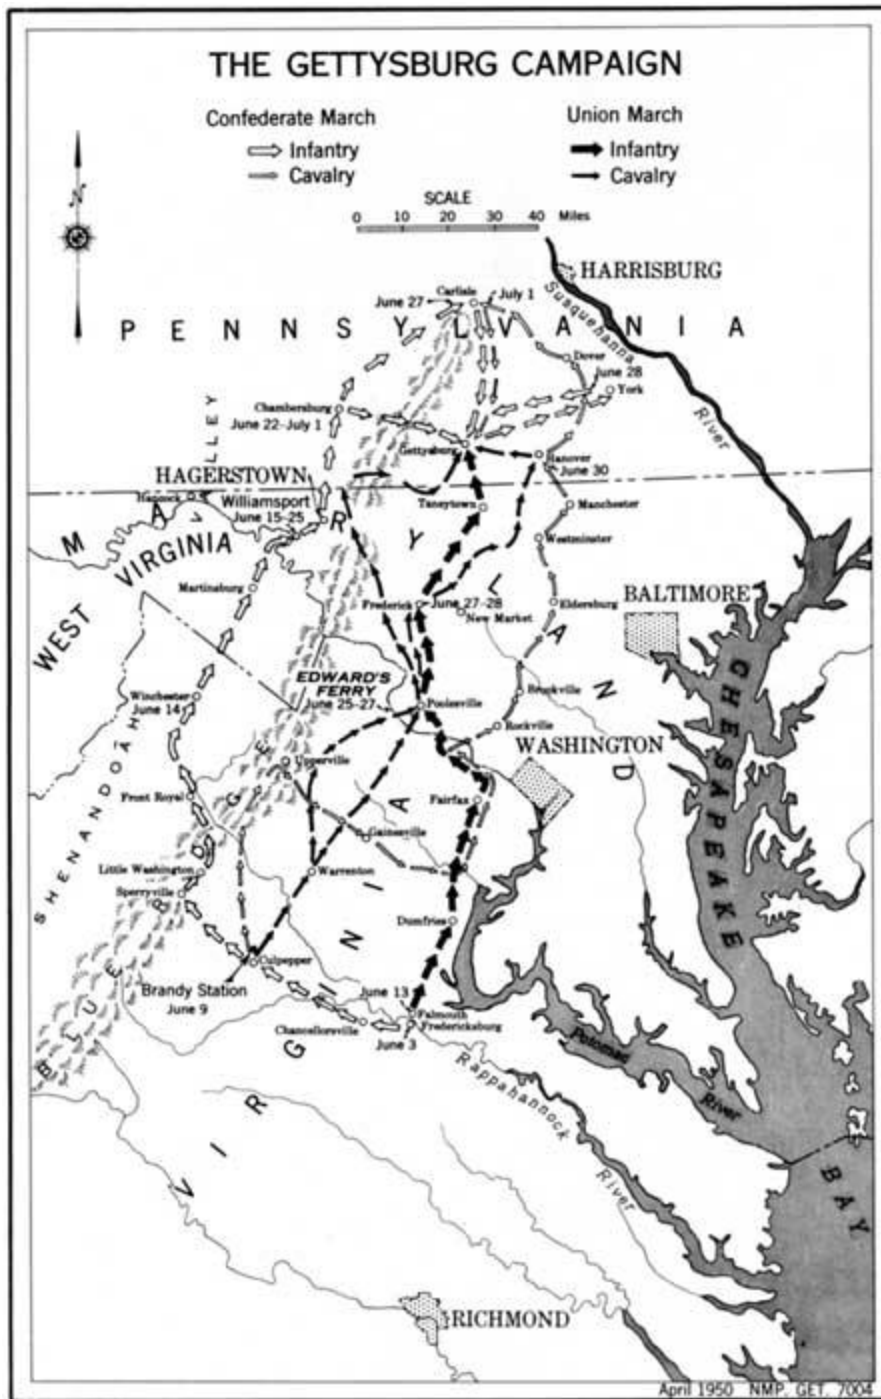 THE GETTYSBURG CAMPAIGN
Confederate March
Infantry
Cavalry
Union March
Infantry
Cavalry
N
SCALE
0 10 20 30 40 Miles
HARRISBURG
Carlisle
June 27
July 1
Susquehanna
River
PENNSYLVANIA
Dover
June 28
York
Chambersburg
June 22-July 1
Gettysburg
Hanover
June 30
HAGERSTOWN
Hancock
Williamsport
June 15-25
Taneytown
Manchester
Westminster
MARYLAND
WEST VIRGINIA
Martinsburg
Frederick
June 27-28
New Market
Eldersburg
BALTIMORE
EDWARD'S
FERRY
June 25-27
Winchester
June 14
Poolesville
Brookville
Rockville
WASHINGTON
Upperville
Front Royal
Fairfax
Gainesville
Little Washington
Warrenton
Sperryville
Dumfries
SHENANDOAH
VALLEY
BLUE RIDGE
Culpepper
Brandy Station
June 9
June 13
Falmouth
Fredericksburg
Chancellorsville
June 3
VIRGINIA
Rappahannock
River
Potomac
River
CHESAPEAKE
BAY
RICHMOND
April 1950 NMP. GET. 7004